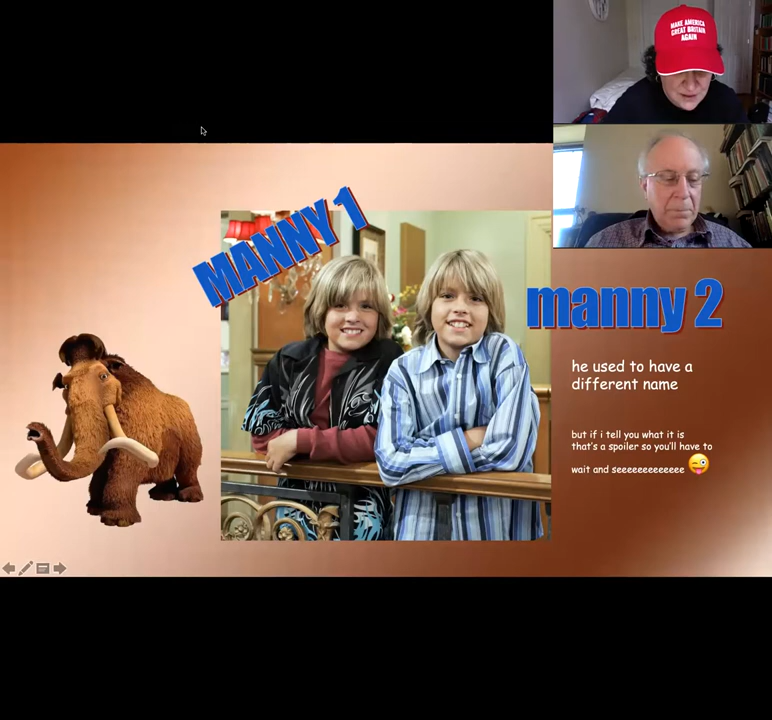 MAKE AMERICA
GREAT BRITAIN
AGAIN
MANNY 1
manny 2
he used to have a
different name
but if i tell you what it is
that's a spoiler so you'll have to
wait and seeeeeeeeeeeee